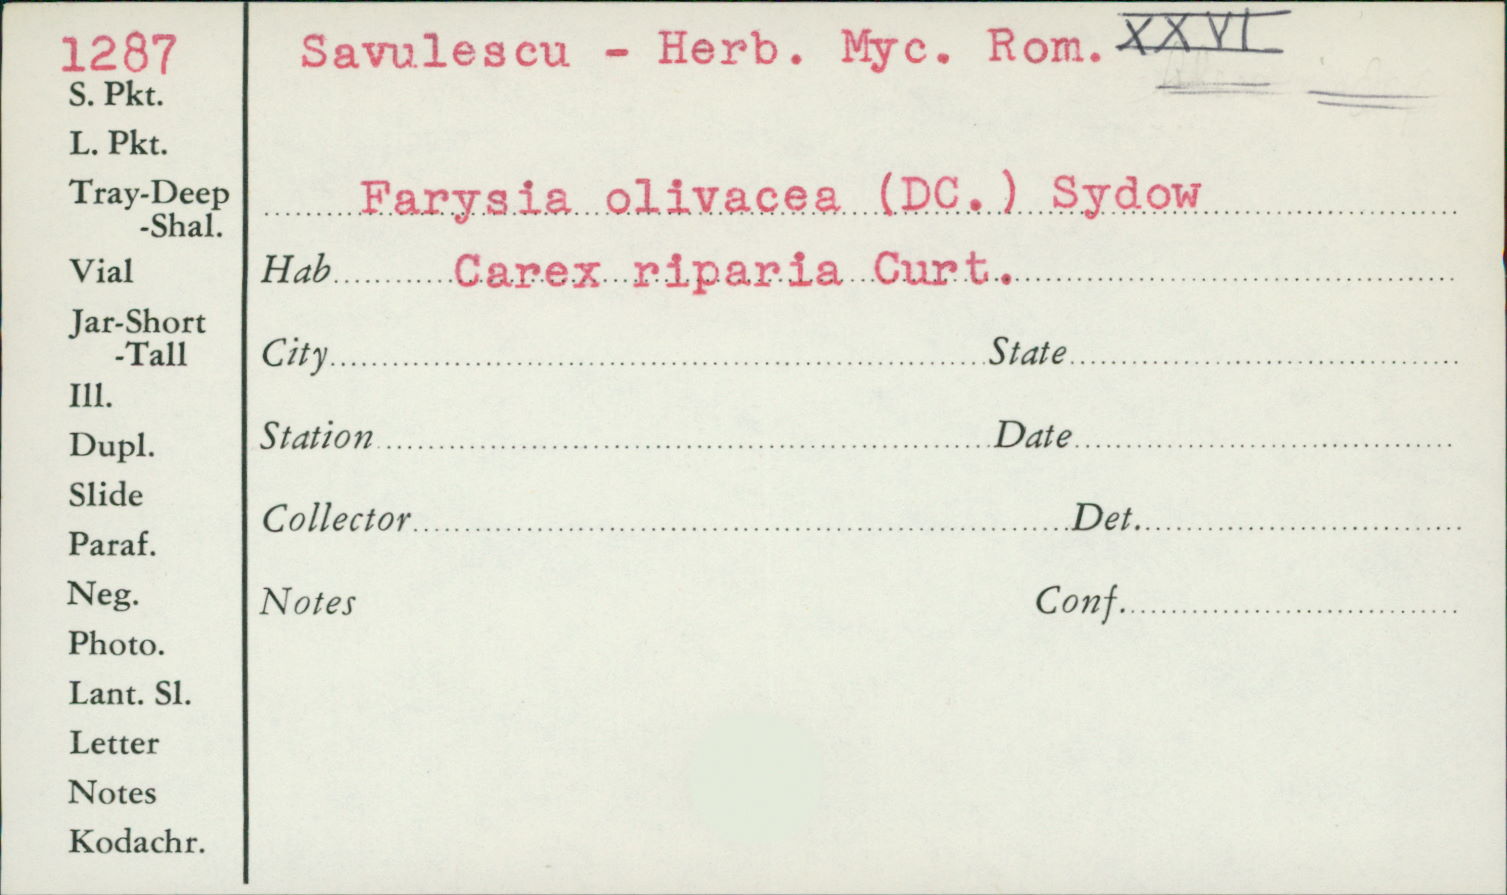 1287
Savulescu - Herb. Myc. Rom. XXVI
S. Pkt.
L. Pkt.
Tray-Deep
-Shal.
Vial
Jar-Short
-Tall
Ill.
Dupl.
Slide
Paraf.
Neg.
Photo.
Lant. Sl.
Letter
Notes
Kodachr.
Farysia olivacea (DC.) Sydow
Hab Carex riparia Curt.
City State
Station Date
Collector Det.
Notes Conf.